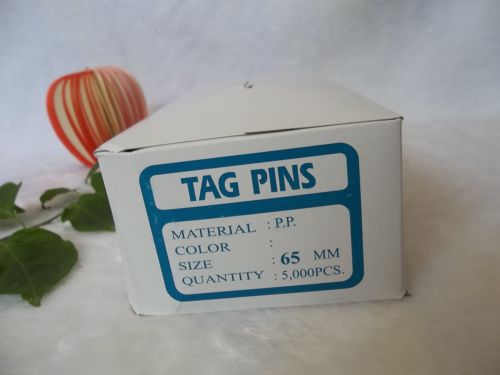 TAG PINS
MATERIAL : P.P.
COLOR :
SIZE : 65 MM
QUANTITY : 5,000PCS.